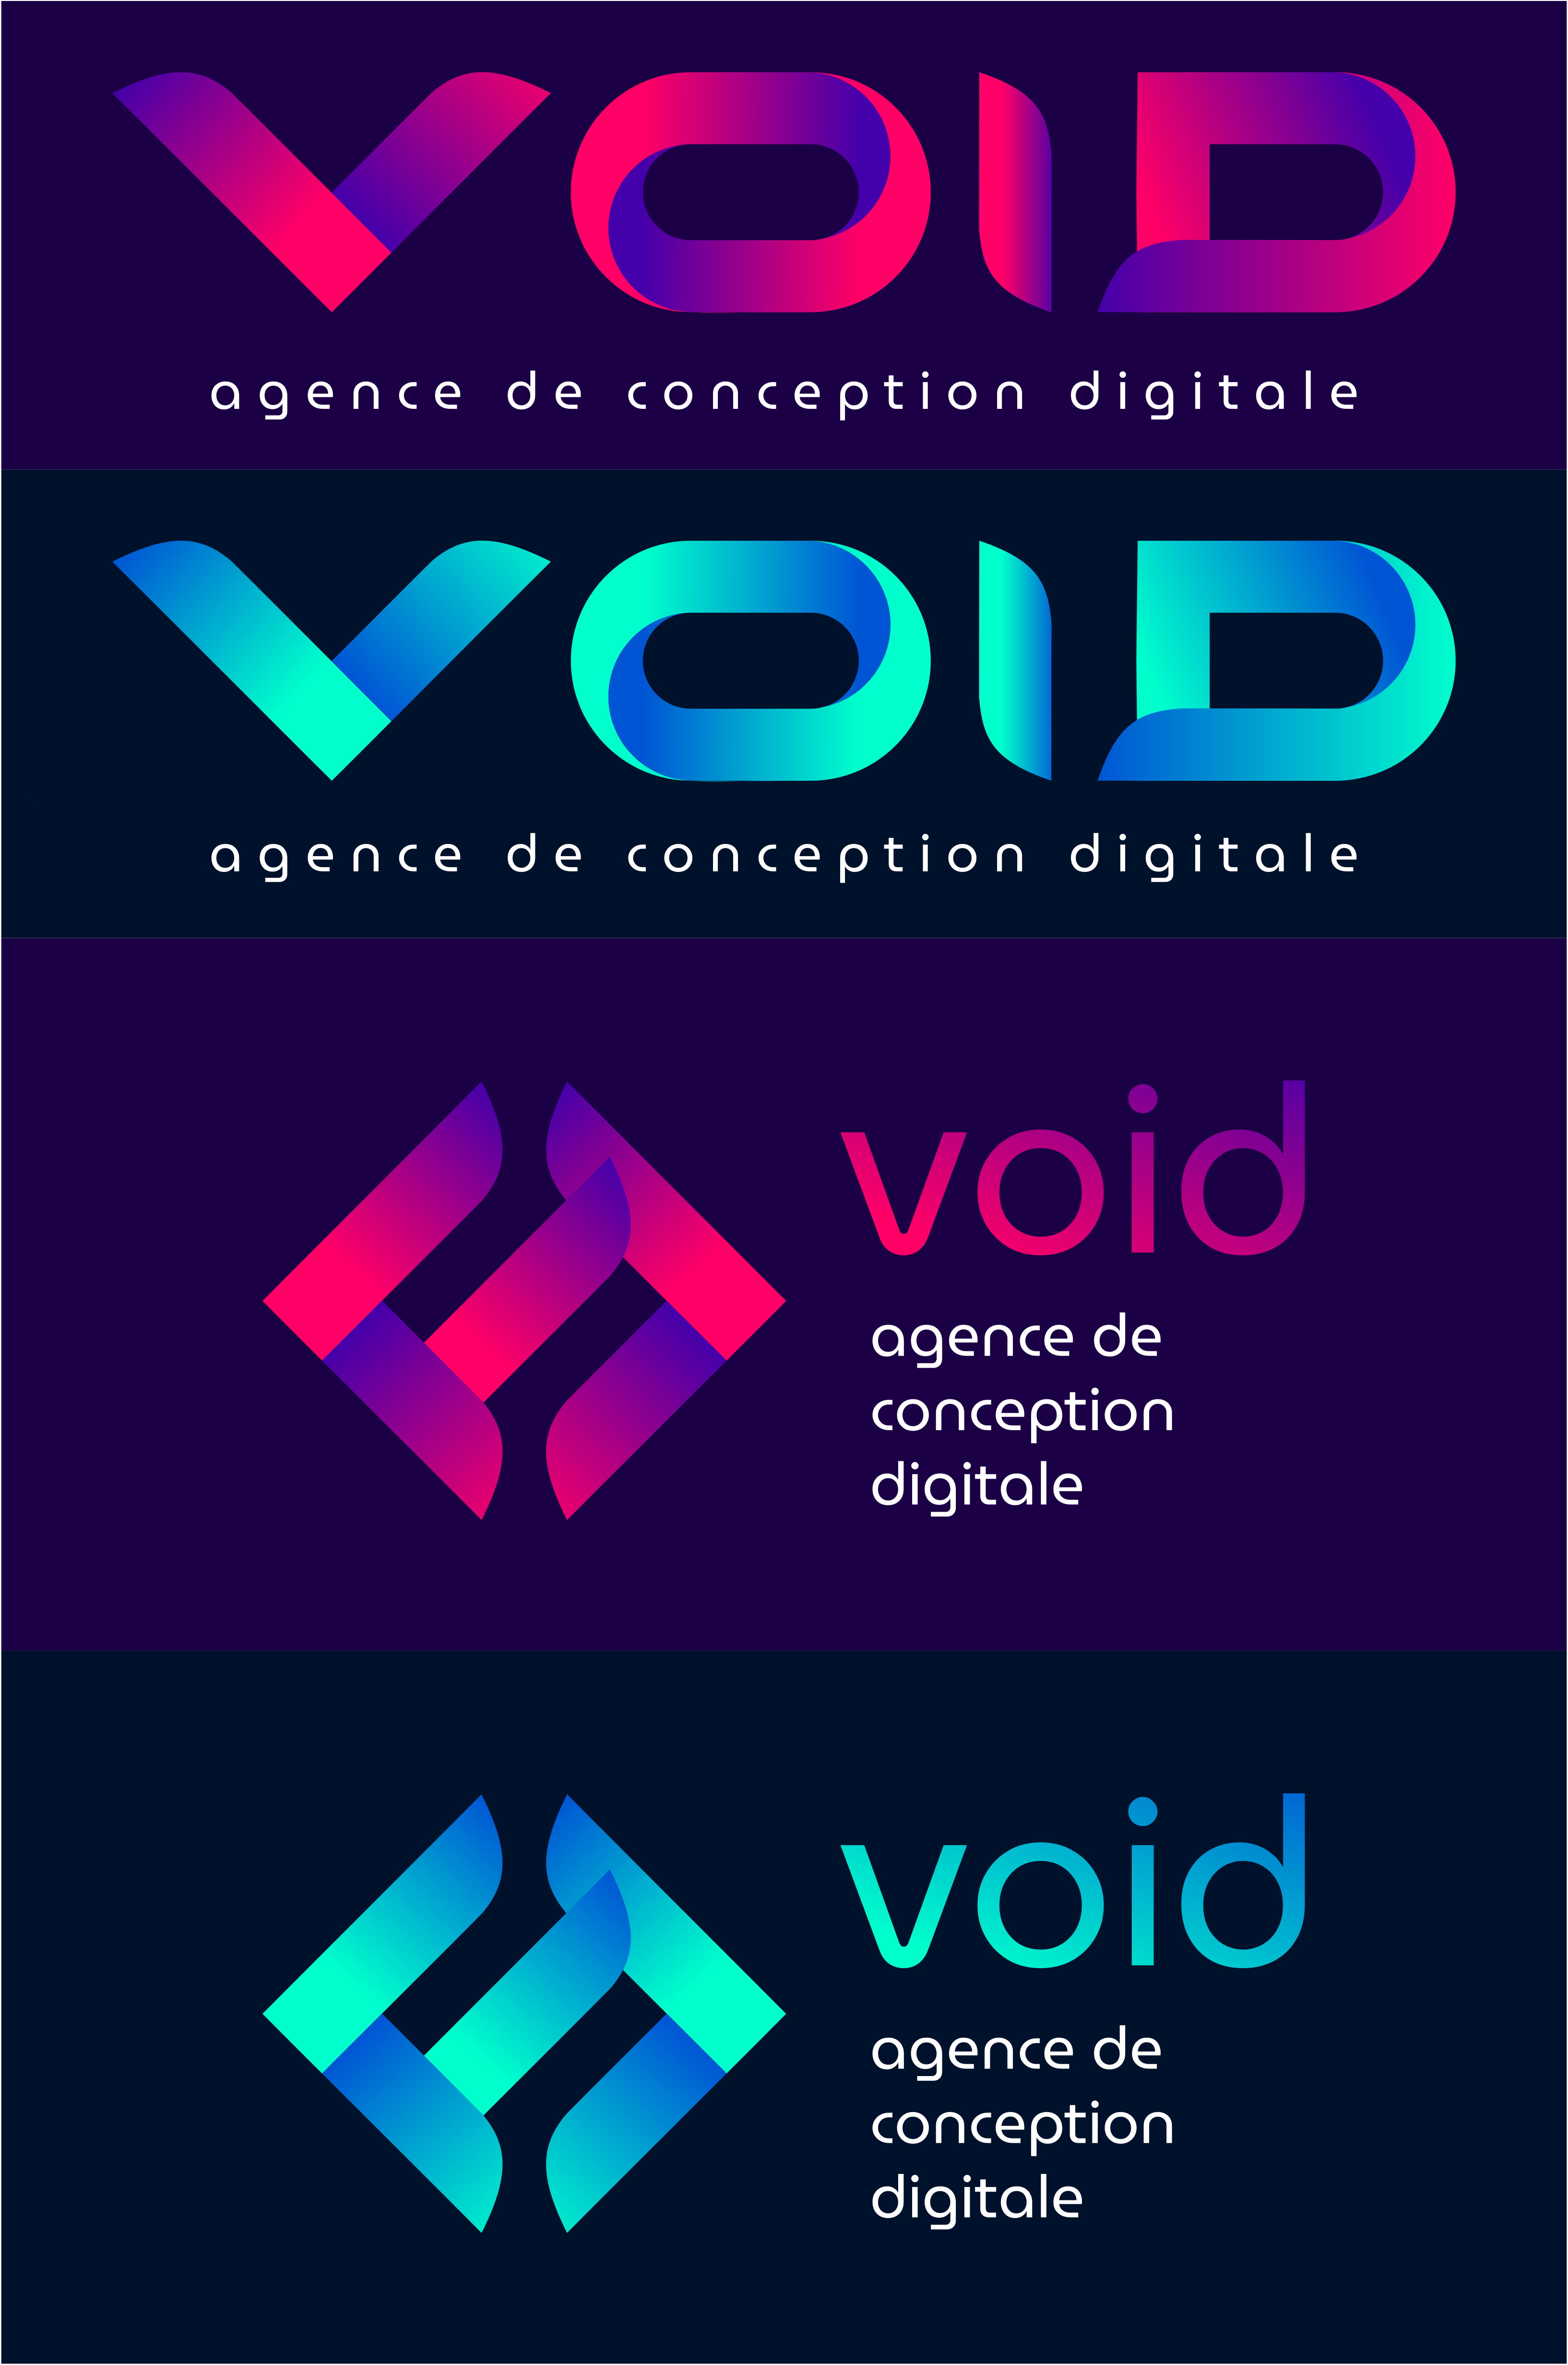 VOID
agence de conception digitale
VOID
agence de conception digitale
void
agence de
conception
digitale
void
agence de
conception
digitale